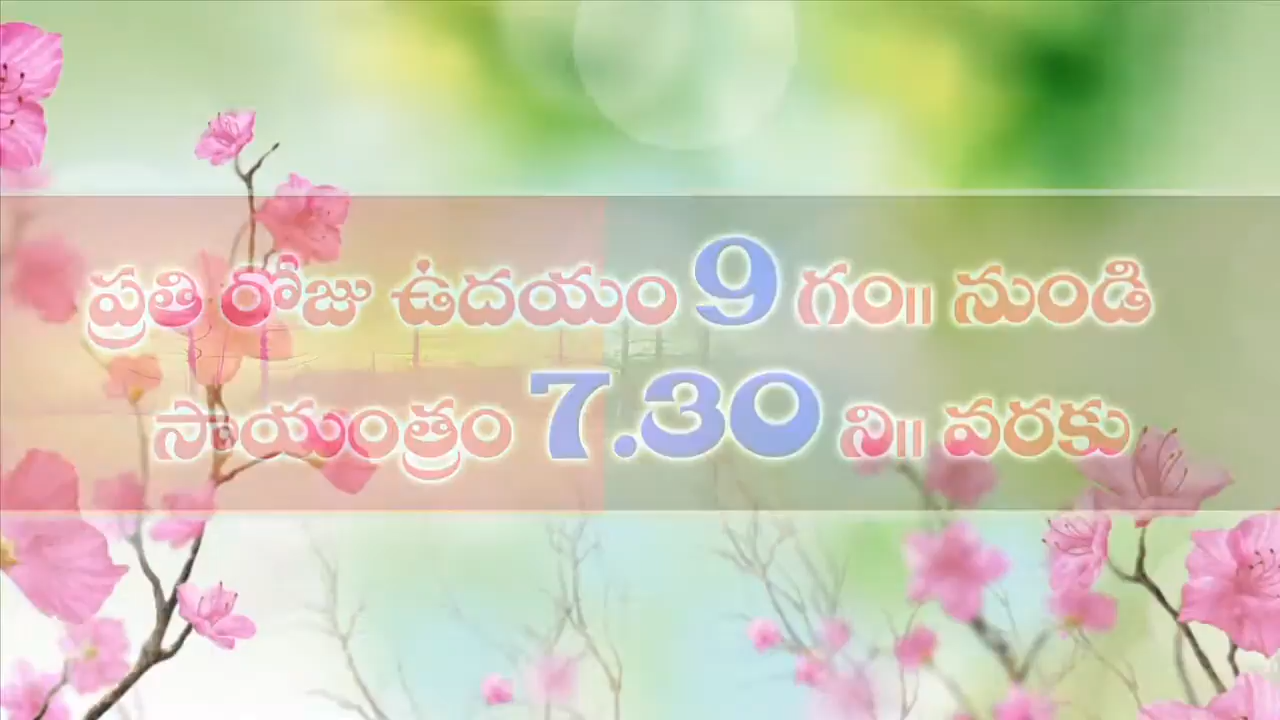 ప్రతి రోజు ఉదయం 9 గం॥ నుండి
సాయంత్రం 7.30 ని॥ వరకు